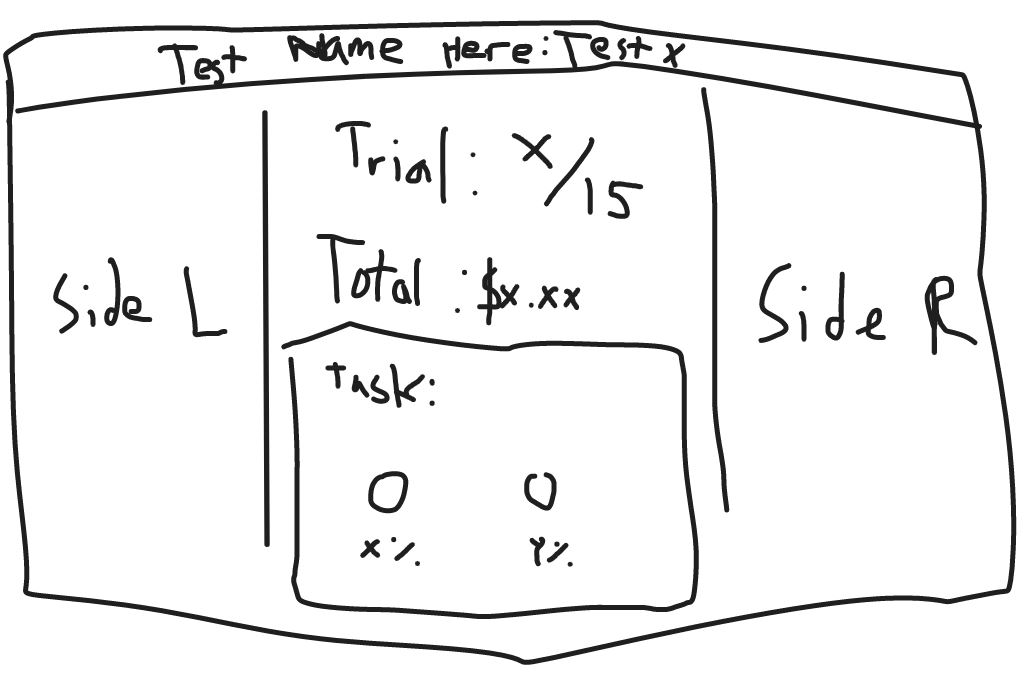 Test Name Here: Test x
Trial: x/15
Total: $x.xx
Side L
Side R
task:
x%
y%